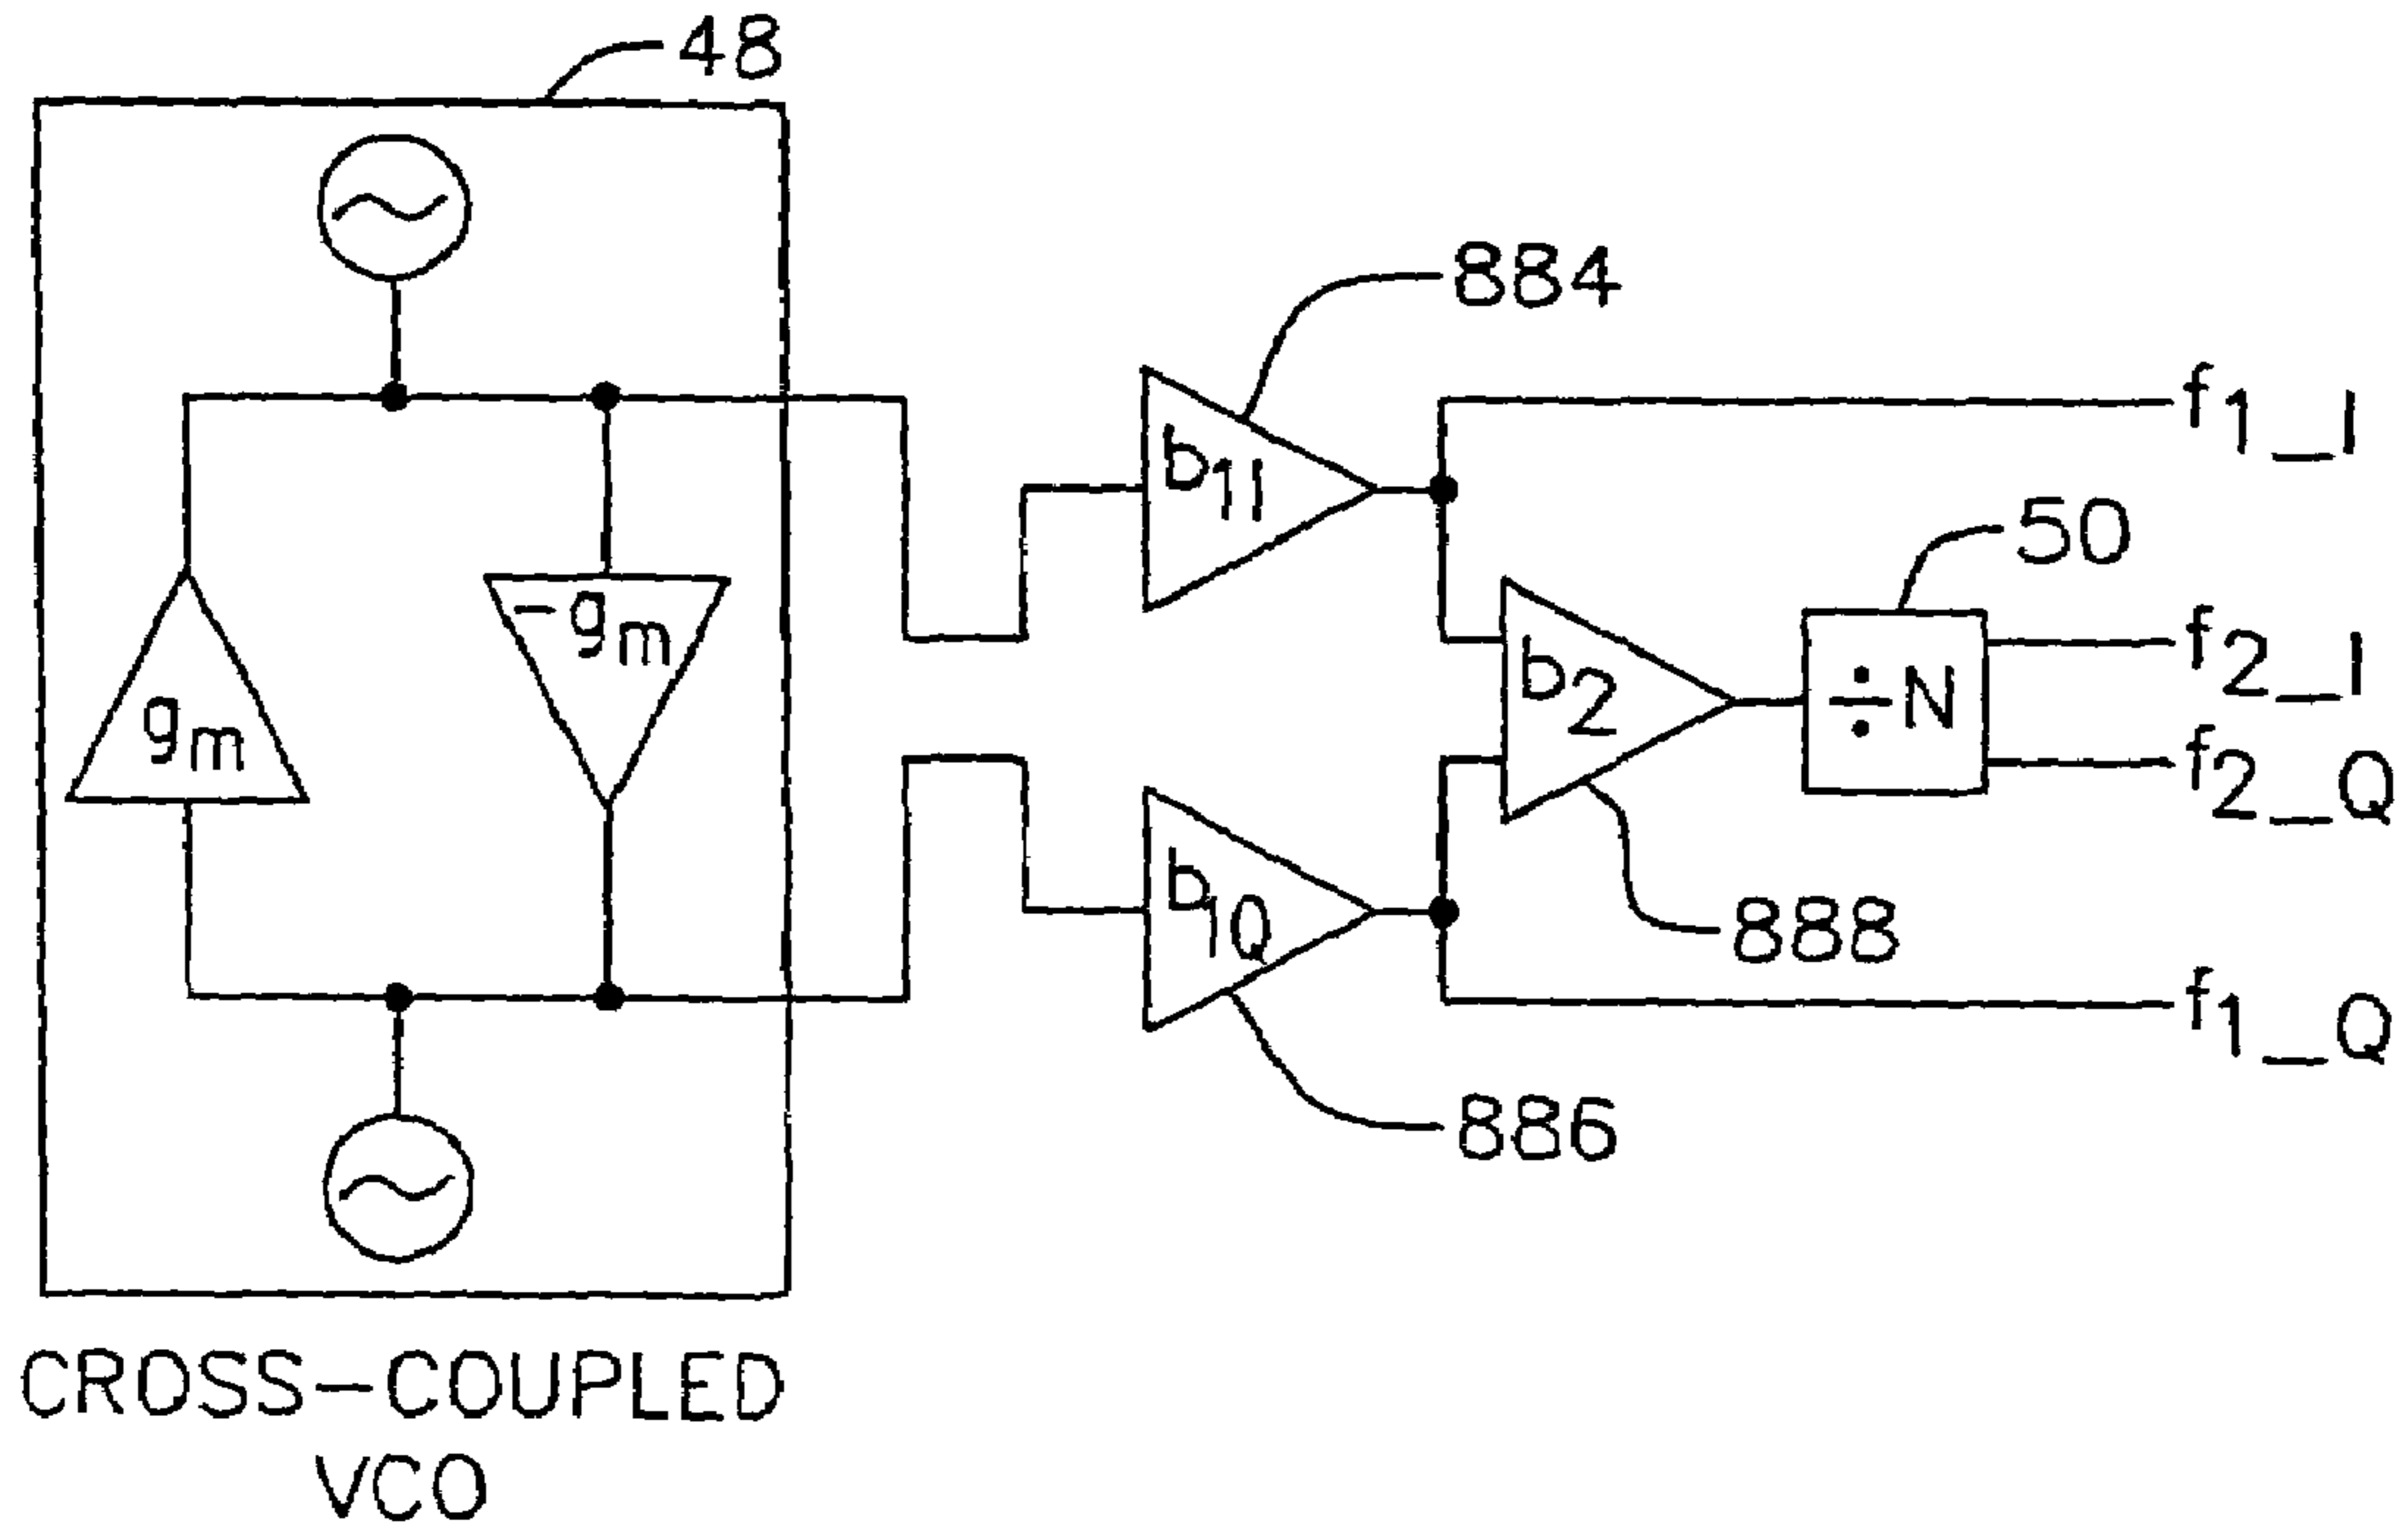 48
884
b1I
f1_I
50
-gm
f2_I
b2
÷N
gm
f2_Q
b1Q
888
f1_Q
886
CROSS-COUPLED
VCO